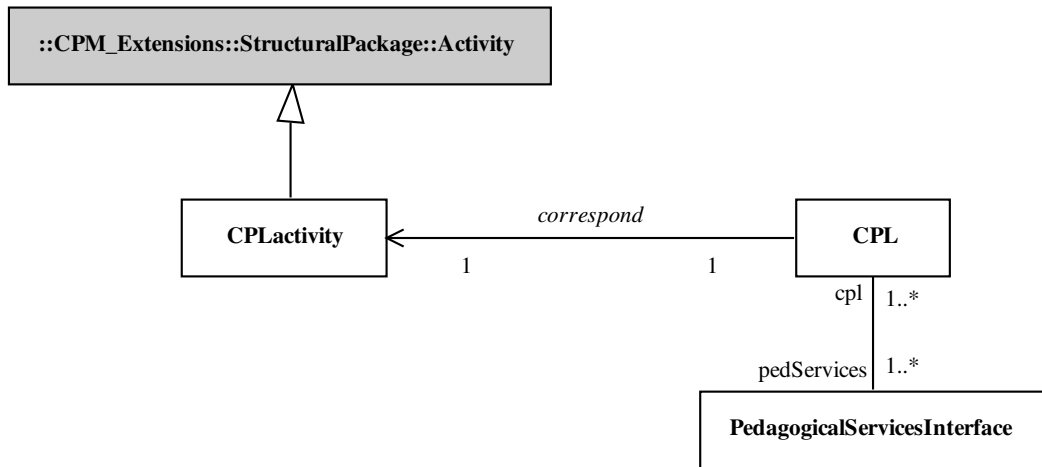 ::CPM_Extensions::StructuralPackage::Activity
correspond
CPLactivity
CPL
1
1
cpl
1..*
pedServices
1..*
PedagogicalServicesInterface